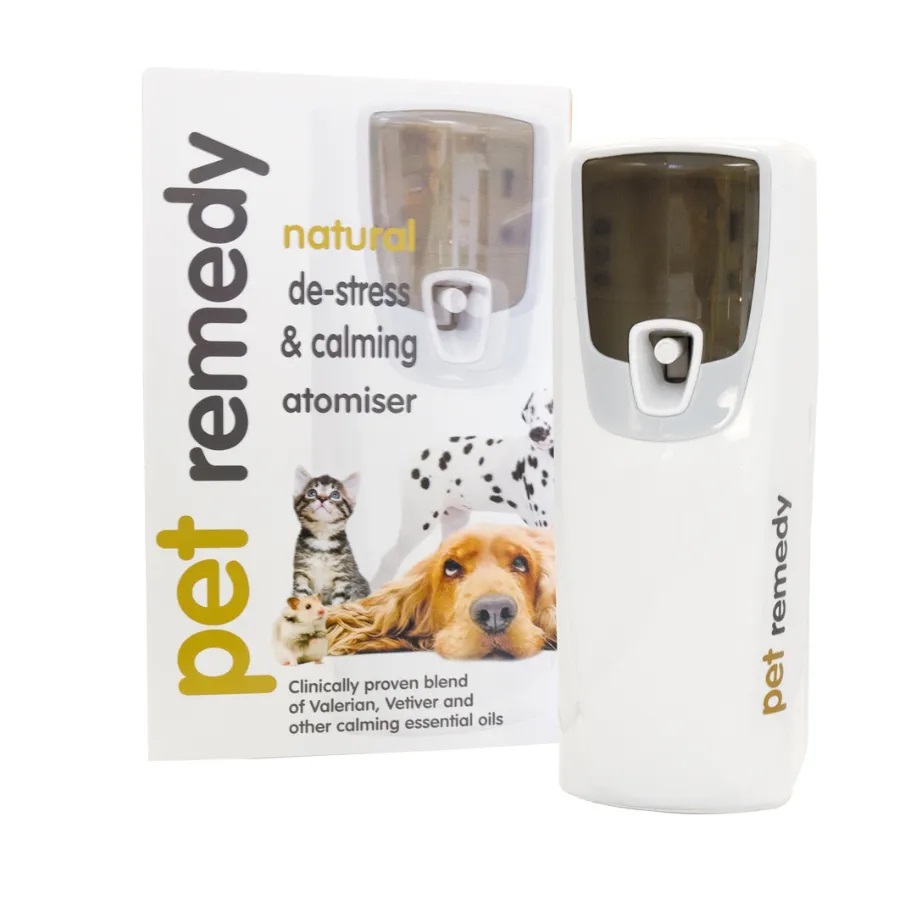 pet remedy
natural
de-stress
& calming
atomiser
Clinically proven blend
of Valerian, Vetiver and
other calming essential oils
pet remedy